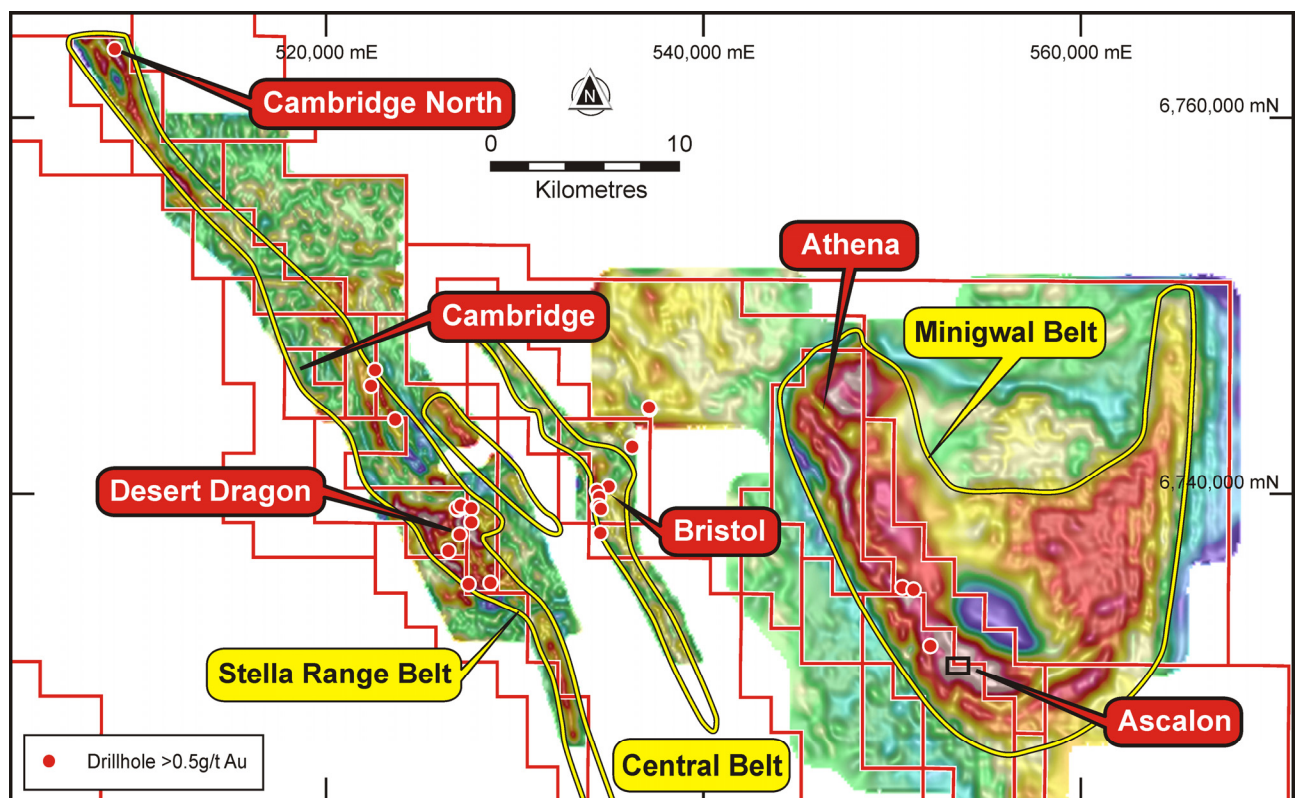 520,000 mE
540,000 mE
560,000 mE
Cambridge North
N
6,760,000 mN
0
10
Kilometres
Athena
Cambridge
Minigwal Belt
Desert Dragon
6,740,000 mN
Bristol
Stella Range Belt
Ascalon
Central Belt
Drillhole >0.5g/t Au